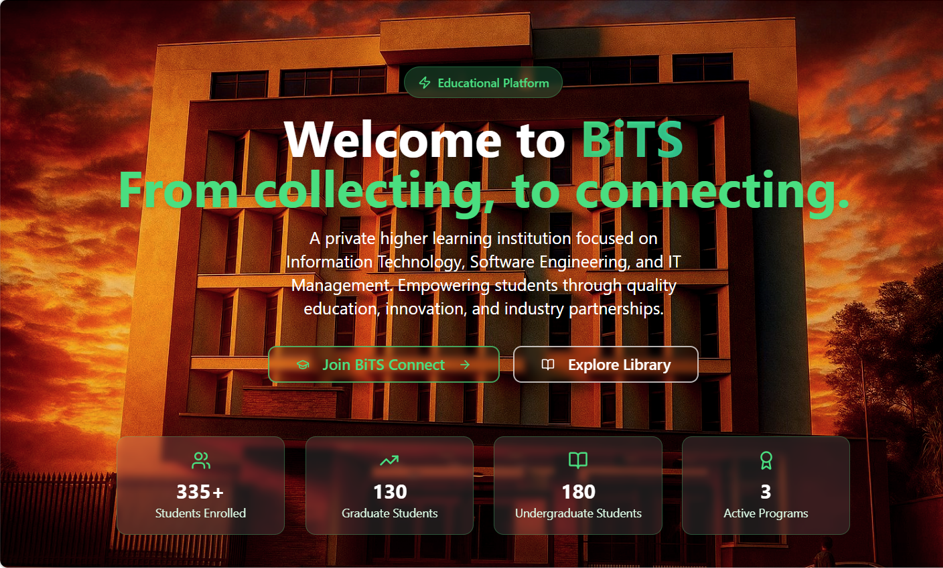 Educational Platform
Welcome to BiTS
From collecting, to connecting.
A private higher learning institution focused on
Information Technology, Software Engineering, and IT
Management. Empowering students through quality
education, innovation, and industry partnerships.
Join BiTS Connect →
Explore Library
335+
Students Enrolled
130
Graduate Students
180
Undergraduate Students
3
Active Programs